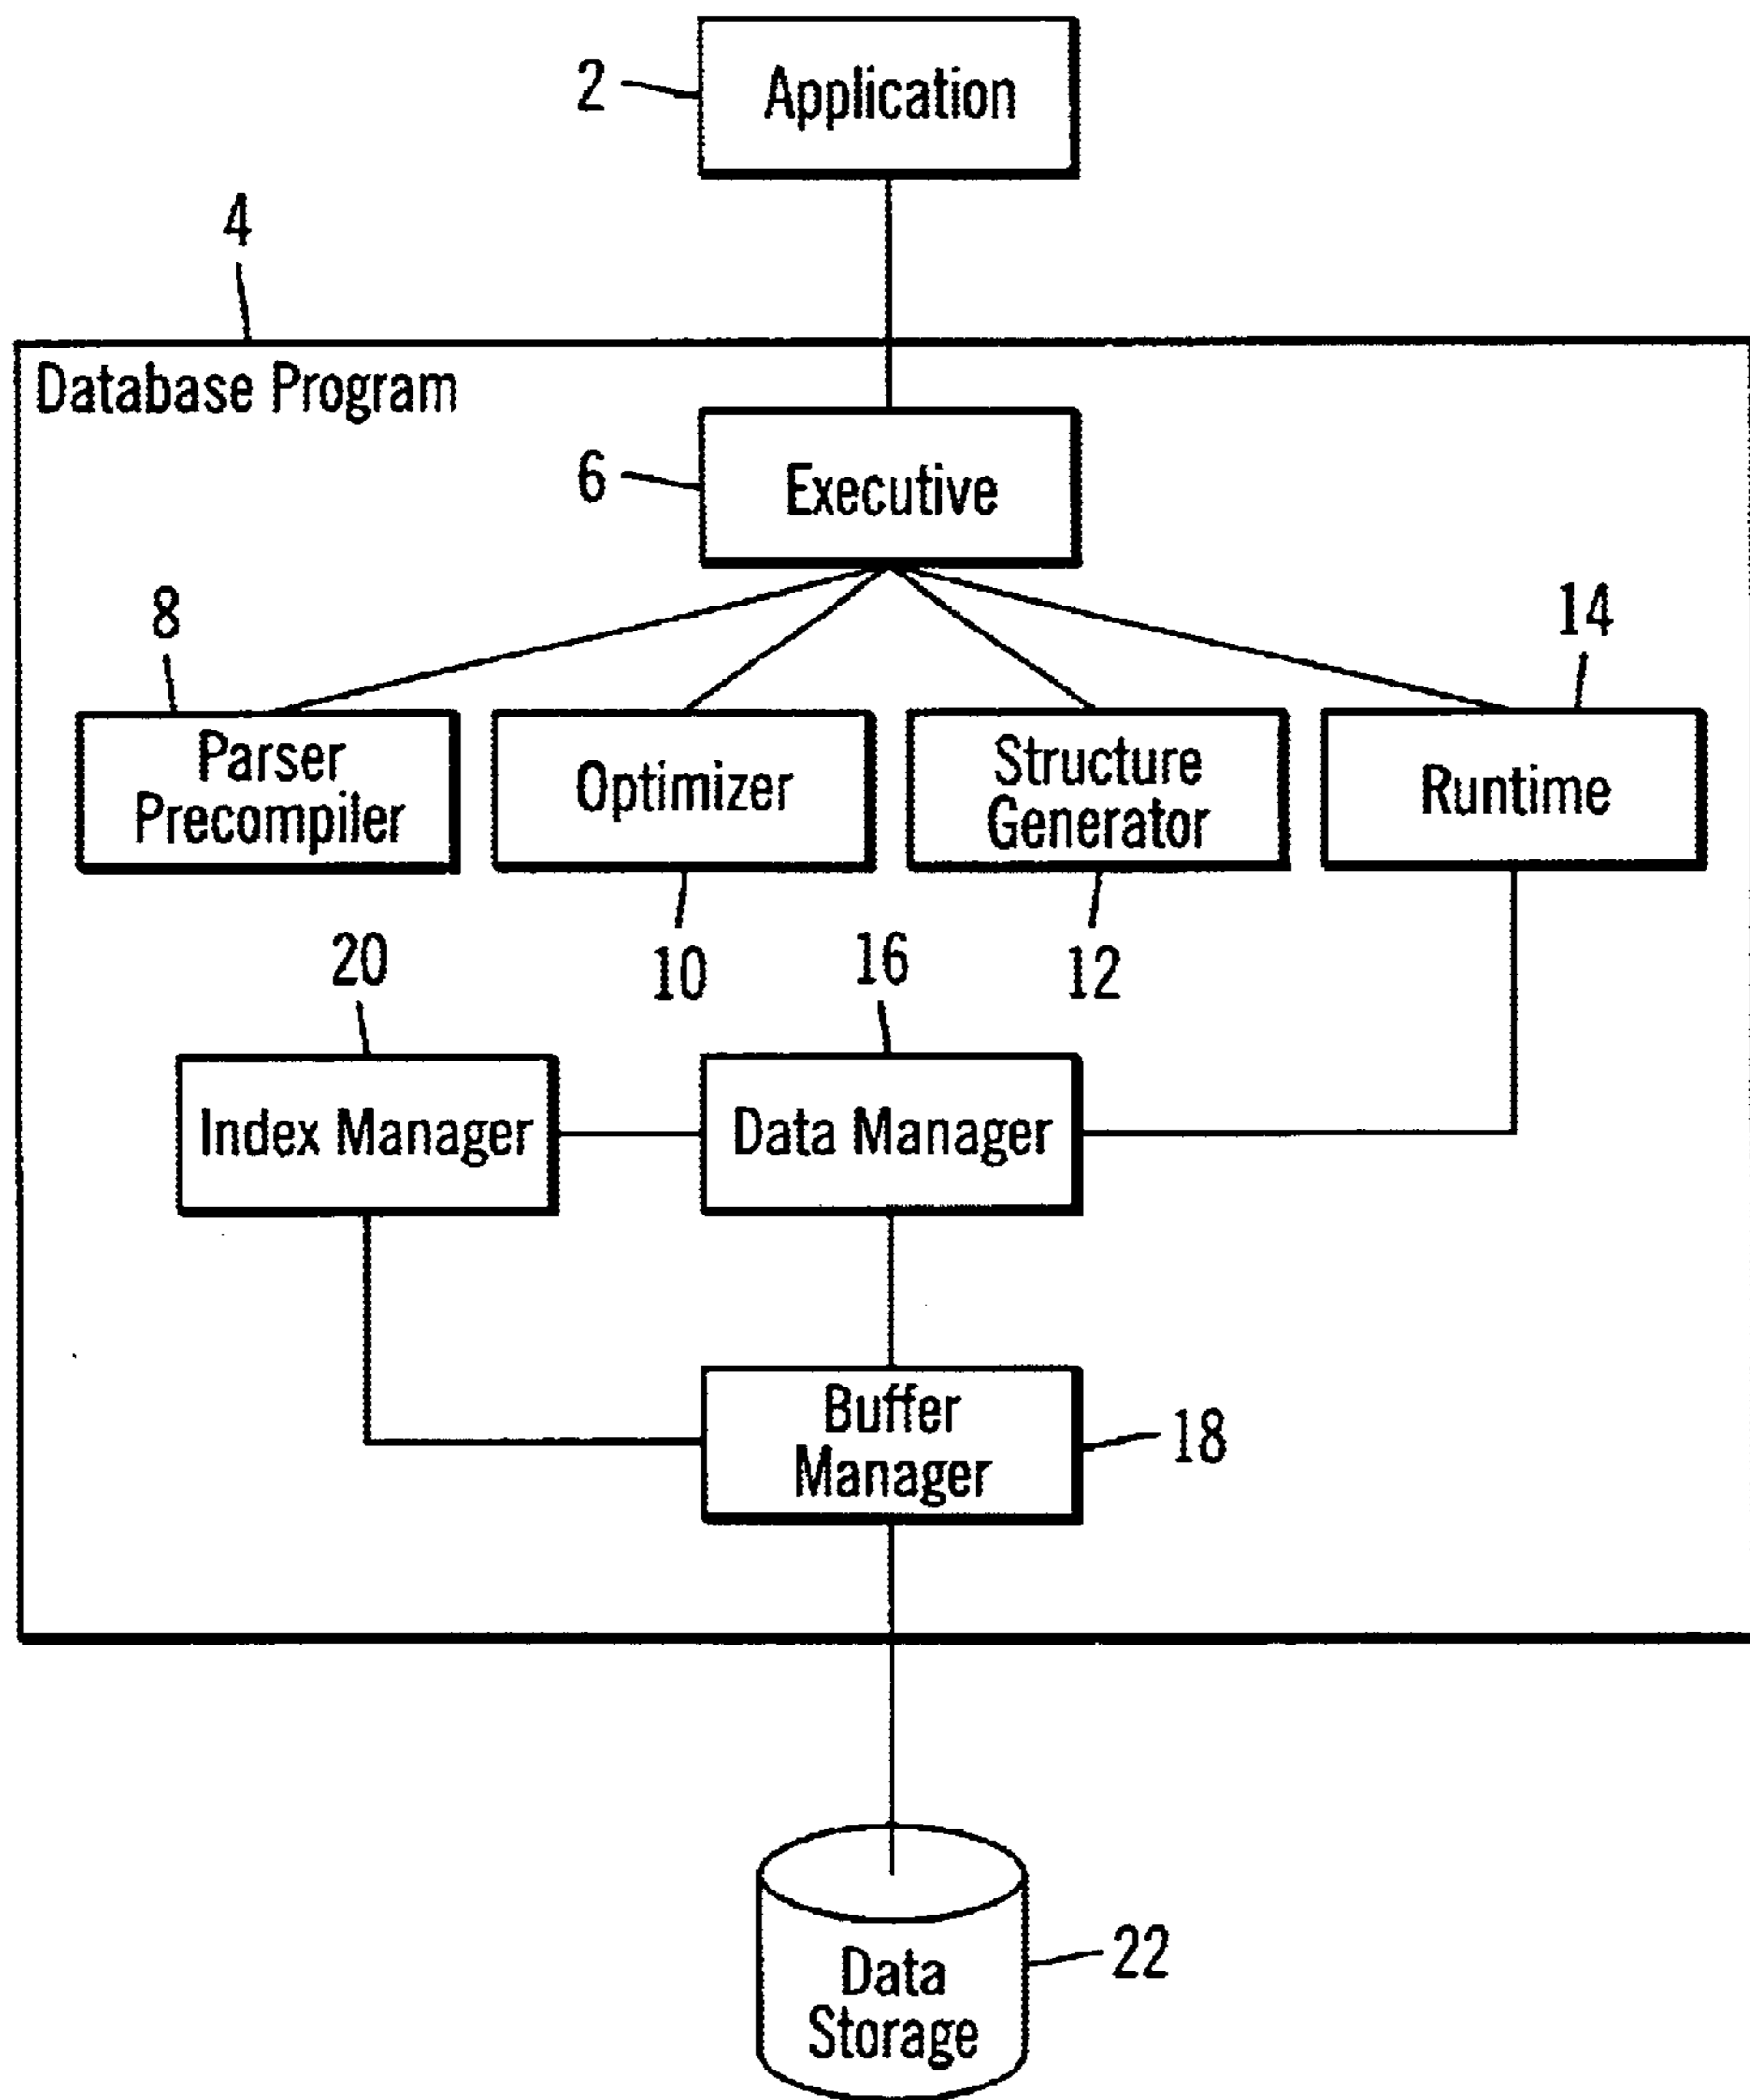 2
Application
4
Database Program
6
Executive
8
14
Parser
Precompiler
Optimizer
Structure
Generator
Runtime
10
12
20
16
Index Manager
Data Manager
Buffer
Manager
18
Data
Storage
22